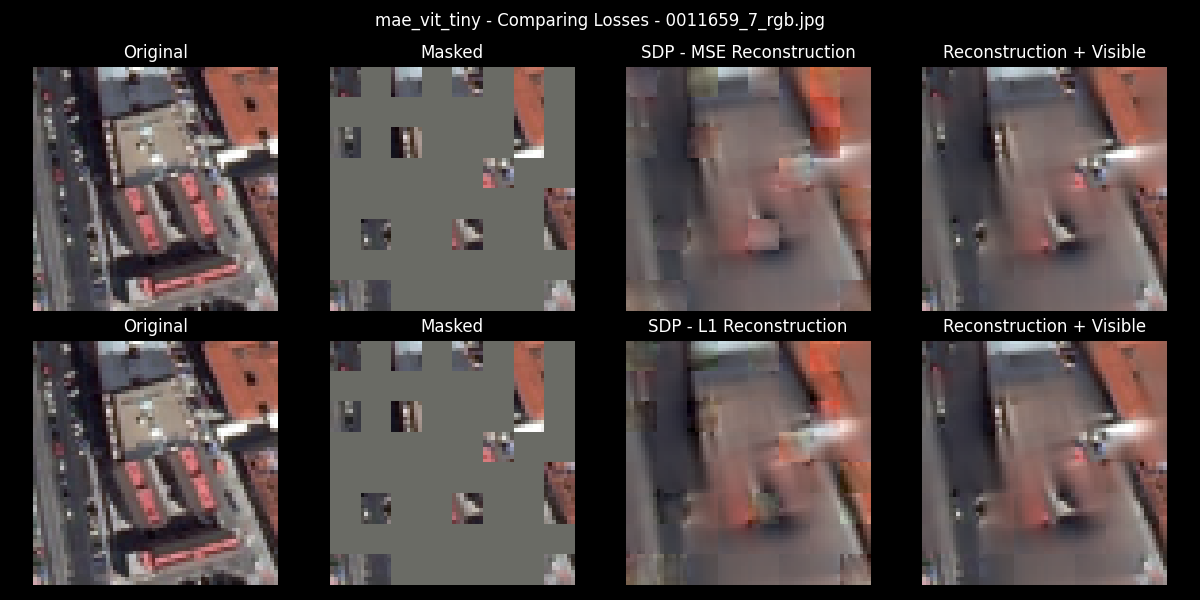 mae_vit_tiny - Comparing Losses - 0011659_7_rgb.jpg
Original
Masked
SDP - MSE Reconstruction
Reconstruction + Visible
Original
Masked
SDP - L1 Reconstruction
Reconstruction + Visible